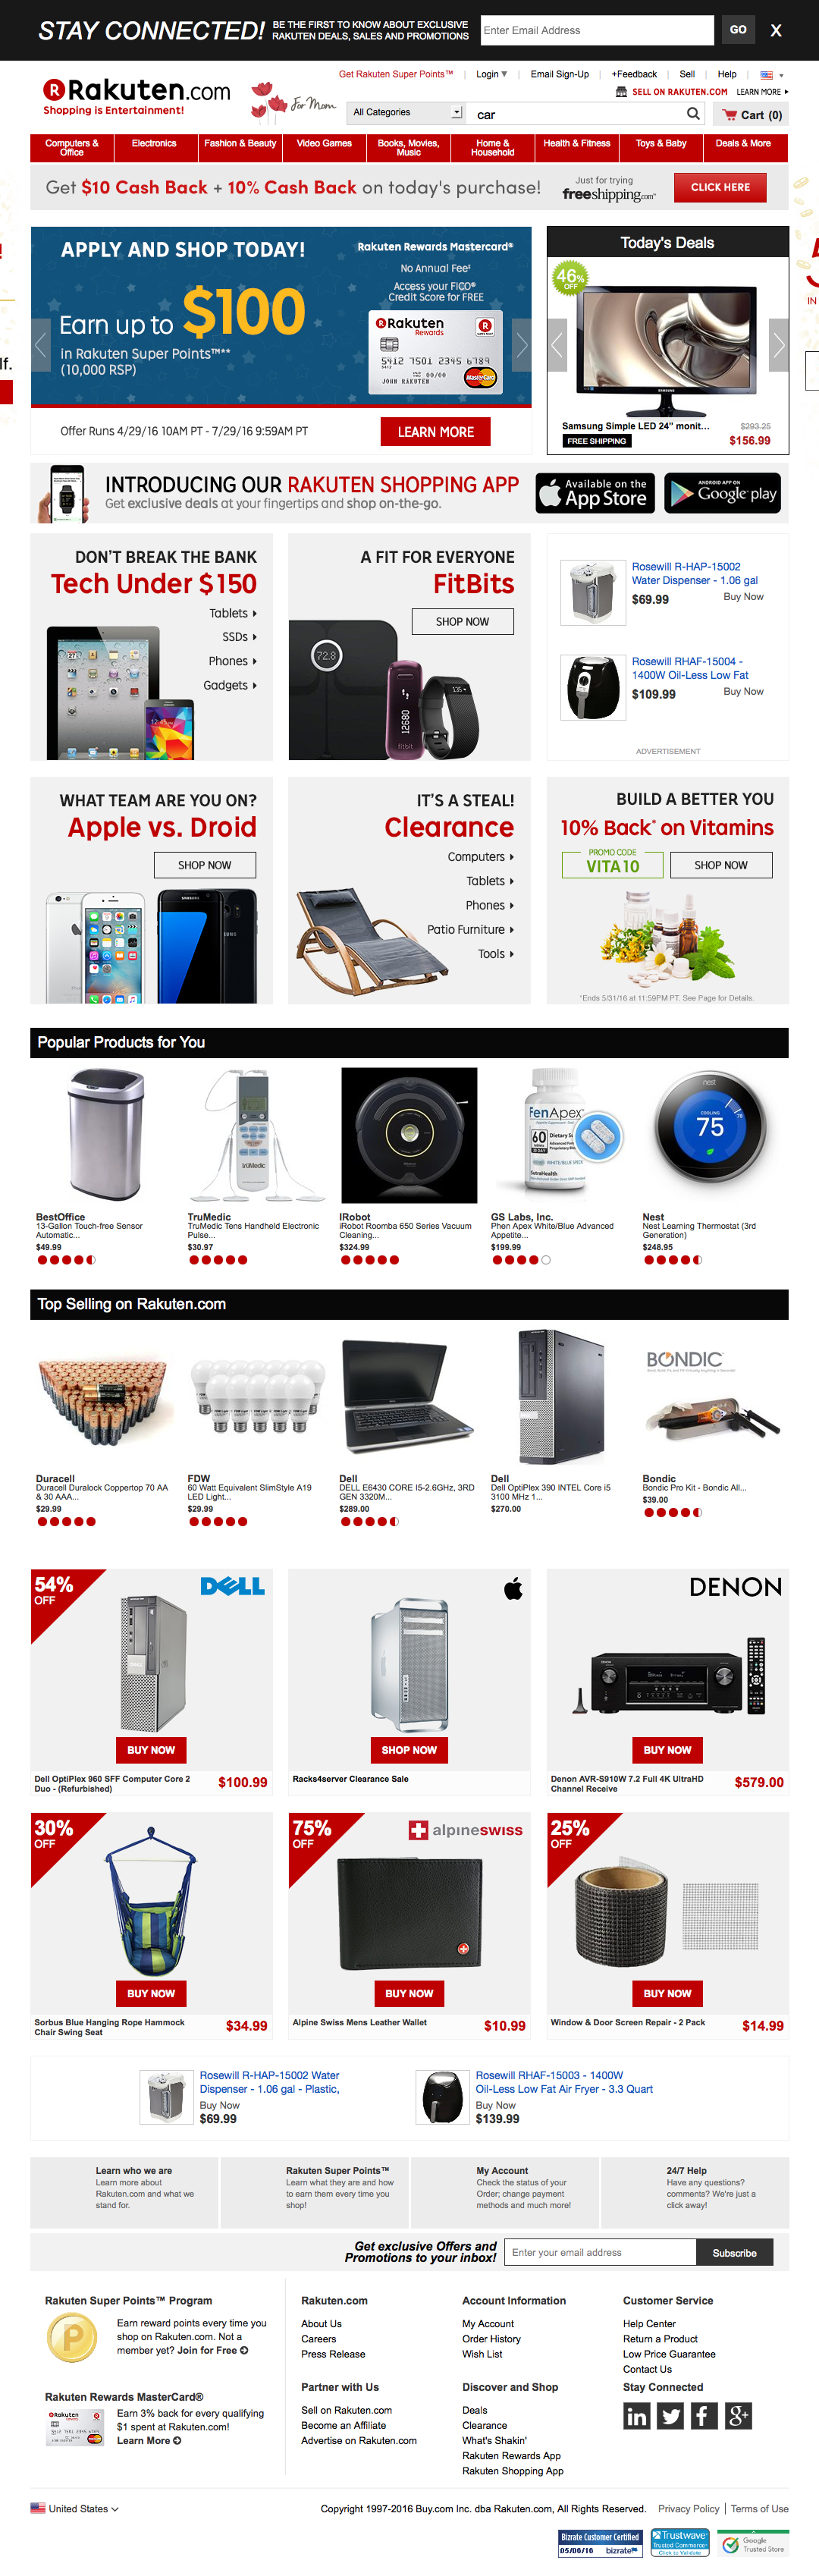 STAY CONNECTED! BE THE FIRST TO KNOW ABOUT EXCLUSIVE
RAKUTEN DEALS, SALES AND PROMOTIONS
Enter Email Address
GO
X
Get Rakuten Super Points™ Login Email Sign-Up +Feedback Sell Help
Rakuten.com
Shopping is Entertainment!
For Mom
SELL ON RAKUTEN.COM LEARN MORE
All Categories
car
Cart (0)
Computers & Office
Electronics
Fashion & Beauty
Video Games
Books, Movies, Music
Home & Household
Health & Fitness
Toys & Baby
Deals & More
Get $10 Cash Back + 10% Cash Back on today's purchase!
Just for trying
freeshipping.com
CLICK HERE
APPLY AND SHOP TODAY!
Earn up to $100
in Rakuten Super Points™**
(10,000 RSP)
Rakuten Rewards Mastercard®
No Annual Fee‡
Access your FICO®
Credit Score for FREE
Rakuten
Rewards
5412 7501 2345 6789
JOHN RAKUTEN
MasterCard
Offer Runs 4/29/16 10AM PT - 7/29/16 9:59AM PT
LEARN MORE
Today's Deals
46%
OFF
SAMSUNG
Samsung Simple LED 24" monit...
$293.25
FREE SHIPPING
$156.99
IN
lf.
INTRODUCING OUR RAKUTEN SHOPPING APP
Get exclusive deals at your fingertips and shop on-the-go.
Available on the
App Store
ANDROID APP ON
Google play
DON'T BREAK THE BANK
Tech Under $150
Tablets
SSDs
Phones
Gadgets
A FIT FOR EVERYONE
FitBits
SHOP NOW
72.8
12680
fitbit
135
Rosewill R-HAP-15002
Water Dispenser - 1.06 gal
$69.99
Buy Now
Rosewill RHAF-15004 -
1400W Oil-Less Low Fat
$109.99
Buy Now
ADVERTISEMENT
WHAT TEAM ARE YOU ON?
Apple vs. Droid
SHOP NOW
SAMSUNG
IT'S A STEAL!
Clearance
Computers
Tablets
Phones
Patio Furniture
Tools
BUILD A BETTER YOU
10% Back* on Vitamins
PROMO CODE
VITA10
SHOP NOW
*Ends 5/31/16 at 11:59PM PT. See Page for Details.
Popular Products for You
truMedic
FenApex
60
nest
COOLING
75
BestOffice
13-Gallon Touch-free Sensor
Automatic...
$49.99
TruMedic
TruMedic Tens Handheld Electronic
Pulse...
$30.97
IRobot
iRobot Roomba 650 Series Vacuum
Cleaning...
$324.99
GS Labs, Inc.
Phen Apex White/Blue Advanced
Appetite...
$199.99
Nest
Nest Learning Thermostat (3rd
Generation)
$248.95
Top Selling on Rakuten.com
BONDIC
Duracell
Duracell Duralock Coppertop 70 AA
& 30 AAA...
$29.99
FDW
60 Watt Equivalent SlimStyle A19
LED Light...
$29.99
Dell
DELL E6430 CORE I5-2.6GHz, 3RD
GEN 3320M...
$289.00
Dell
Dell OptiPlex 390 INTEL Core i5
3100 MHz 1...
$270.00
Bondic
Bondic Pro Kit - Bondic All...
$39.00
54%
OFF
DELL
BUY NOW
Dell OptiPlex 960 SFF Computer Core 2
Duo - (Refurbished)
$100.99
SHOP NOW
Racks4server Clearance Sale
DENON
BUY NOW
Denon AVR-S910W 7.2 Full 4K UltraHD
Channel Receive
$579.00
30%
OFF
BUY NOW
Sorbus Blue Hanging Rope Hammock
Chair Swing Seat
$34.99
75%
OFF
alpineswiss
BUY NOW
Alpine Swiss Mens Leather Wallet
$10.99
25%
OFF
BUY NOW
Window & Door Screen Repair - 2 Pack
$14.99
Rosewill R-HAP-15002 Water
Dispenser - 1.06 gal - Plastic,
Buy Now
$69.99
Rosewill RHAF-15003 - 1400W
Oil-Less Low Fat Air Fryer - 3.3 Quart
Buy Now
$139.99
Learn who we are
Learn more about
Rakuten.com and what we
stand for.
Rakuten Super Points™
Learn what they are and how
to earn them every time you
shop!
My Account
Check the status of your
Order; change payment
methods and much more!
24/7 Help
Have any questions?
comments? We're just a
click away!
Get exclusive Offers and
Promotions to your inbox!
Enter your email address
Subscribe
Rakuten Super Points™ Program
P
Earn reward points every time you
shop on Rakuten.com. Not a
member yet? Join for Free
Rakuten Rewards MasterCard®
Earn 3% back for every qualifying
$1 spent at Rakuten.com!
Learn More
Rakuten.com
About Us
Careers
Press Release
Partner with Us
Sell on Rakuten.com
Become an Affiliate
Advertise on Rakuten.com
Account Information
My Account
Order History
Wish List
Discover and Shop
Deals
Clearance
What's Shakin'
Rakuten Rewards App
Rakuten Shopping App
Customer Service
Help Center
Return a Product
Low Price Guarantee
Contact Us
Stay Connected
United States
Copyright 1997-2016 Buy.com Inc. dba Rakuten.com, All Rights Reserved. Privacy Policy | Terms of Use
Bizrate Customer Certified
05/06/16 bizrate
Trustwave
Trusted Commerce
Click to Validate
Google
Trusted Store